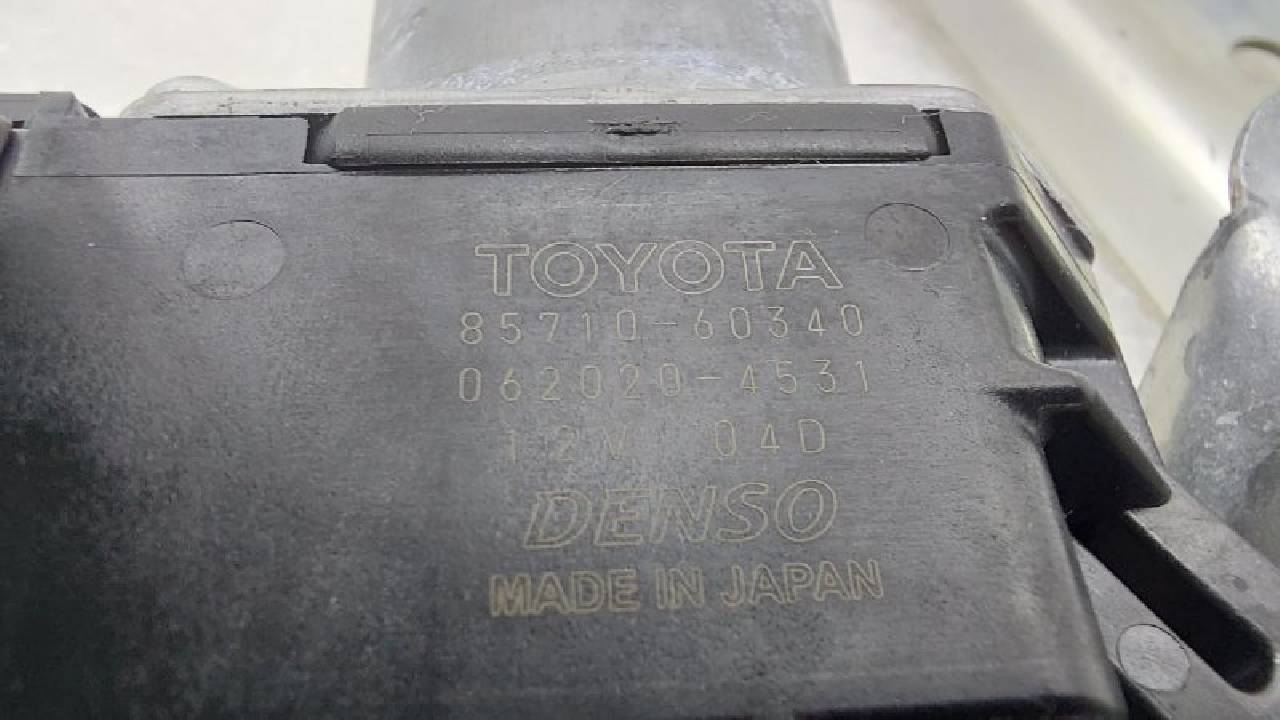 TOYOTA
85710-60340
062020-4531
12V 04D
DENSO
MADE IN JAPAN